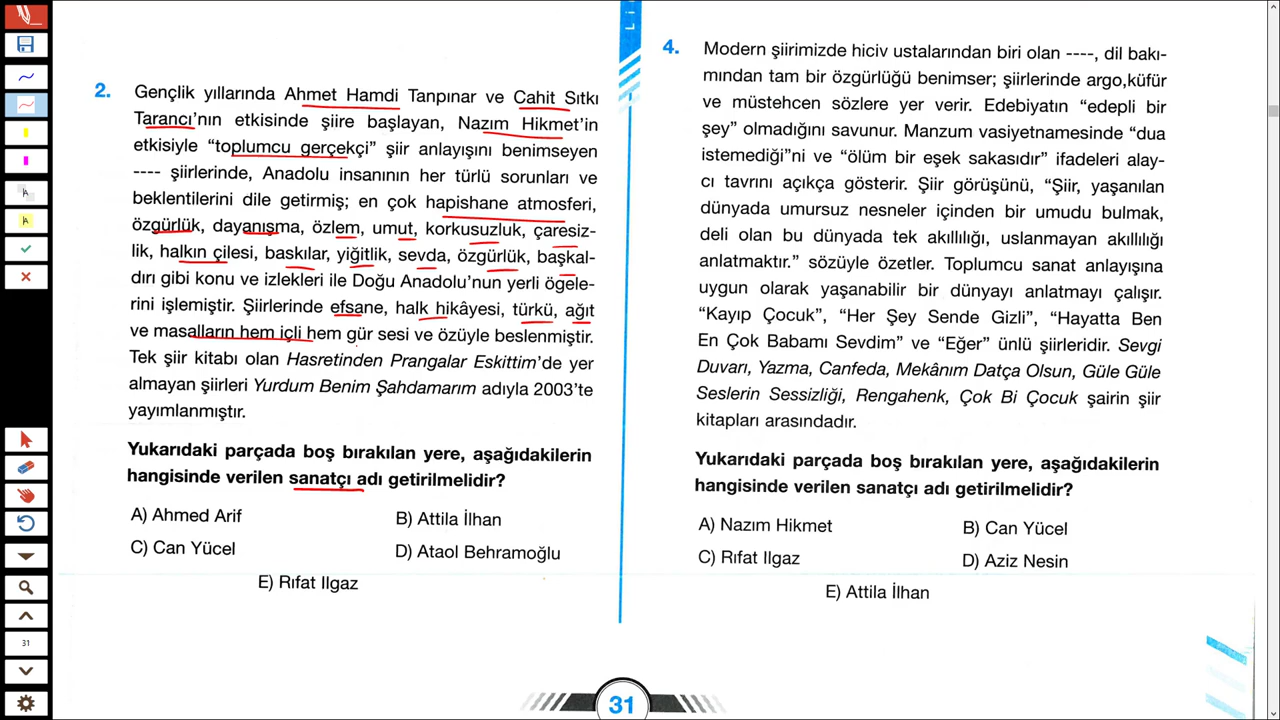 2. Gençlik yıllarında Ahmet Hamdi Tanpınar ve Cahit Sıtkı
Tarancı'nın etkisinde şiire başlayan, Nazım Hikmet'in
etkisiyle "toplumcu gerçekçi" şiir anlayışını benimseyen
---- şiirlerinde, Anadolu insanının her türlü sorunları ve
beklentilerini dile getirmiş; en çok hapishane atmosferi,
özgürlük, dayanışma, özlem, umut, korkusuzluk, çaresiz-
lik, halkın çilesi, baskılar, yiğitlik, sevda, özgürlük, başkal-
dırı gibi konu ve izlekleri ile Doğu Anadolu'nun yerli ögele-
rini işlemiştir. Şiirlerinde efsane, halk hikâyesi, türkü, ağıt
ve masalların hem içli hem gür sesi ve özüyle beslenmiştir.
Tek şiir kitabı olan Hasretinden Prangalar Eskittim'de yer
almayan şiirleri Yurdum Benim Şahdamarım adıyla 2003'te
yayımlanmıştır.
Yukarıdaki parçada boş bırakılan yere, aşağıdakilerin
hangisinde verilen sanatçı adı getirilmelidir?
A) Ahmed Arif
B) Attila İlhan
C) Can Yücel
D) Ataol Behramoğlu
E) Rıfat Ilgaz
4. Modern şiirimizde hiciv ustalarından biri olan ----, dil bakı-
mından tam bir özgürlüğü benimser; şiirlerinde argo,küfür
ve müstehcen sözlere yer verir. Edebiyatın "edepli bir
şey" olmadığını savunur. Manzum vasiyetnamesinde "dua
istemediği"ni ve "ölüm bir eşek sakasıdır" ifadeleri alay-
cı tavrını açıkça gösterir. Şiir görüşünü, "Şiir, yaşanılan
dünyada umursuz nesneler içinden bir umudu bulmak,
deli olan bu dünyada tek akıllılığı, uslanmayan akıllılığı
anlatmaktır." sözüyle özetler. Toplumcu sanat anlayışına
uygun olarak yaşanabilir bir dünyayı anlatmayı çalışır.
"Kayıp Çocuk", "Her Şey Sende Gizli", "Hayatta Ben
En Çok Babamı Sevdim" ve "Eğer" ünlü şiirleridir. Sevgi
Duvarı, Yazma, Canfeda, Mekânım Datça Olsun, Güle Güle
Seslerin Sessizliği, Rengahenk, Çok Bi Çocuk şairin şiir
kitapları arasındadır.
Yukarıdaki parçada boş bırakılan yere, aşağıdakilerin
hangisinde verilen sanatçı adı getirilmelidir?
A) Nazım Hikmet
B) Can Yücel
C) Rıfat Ilgaz
D) Aziz Nesin
E) Attila İlhan
31
31